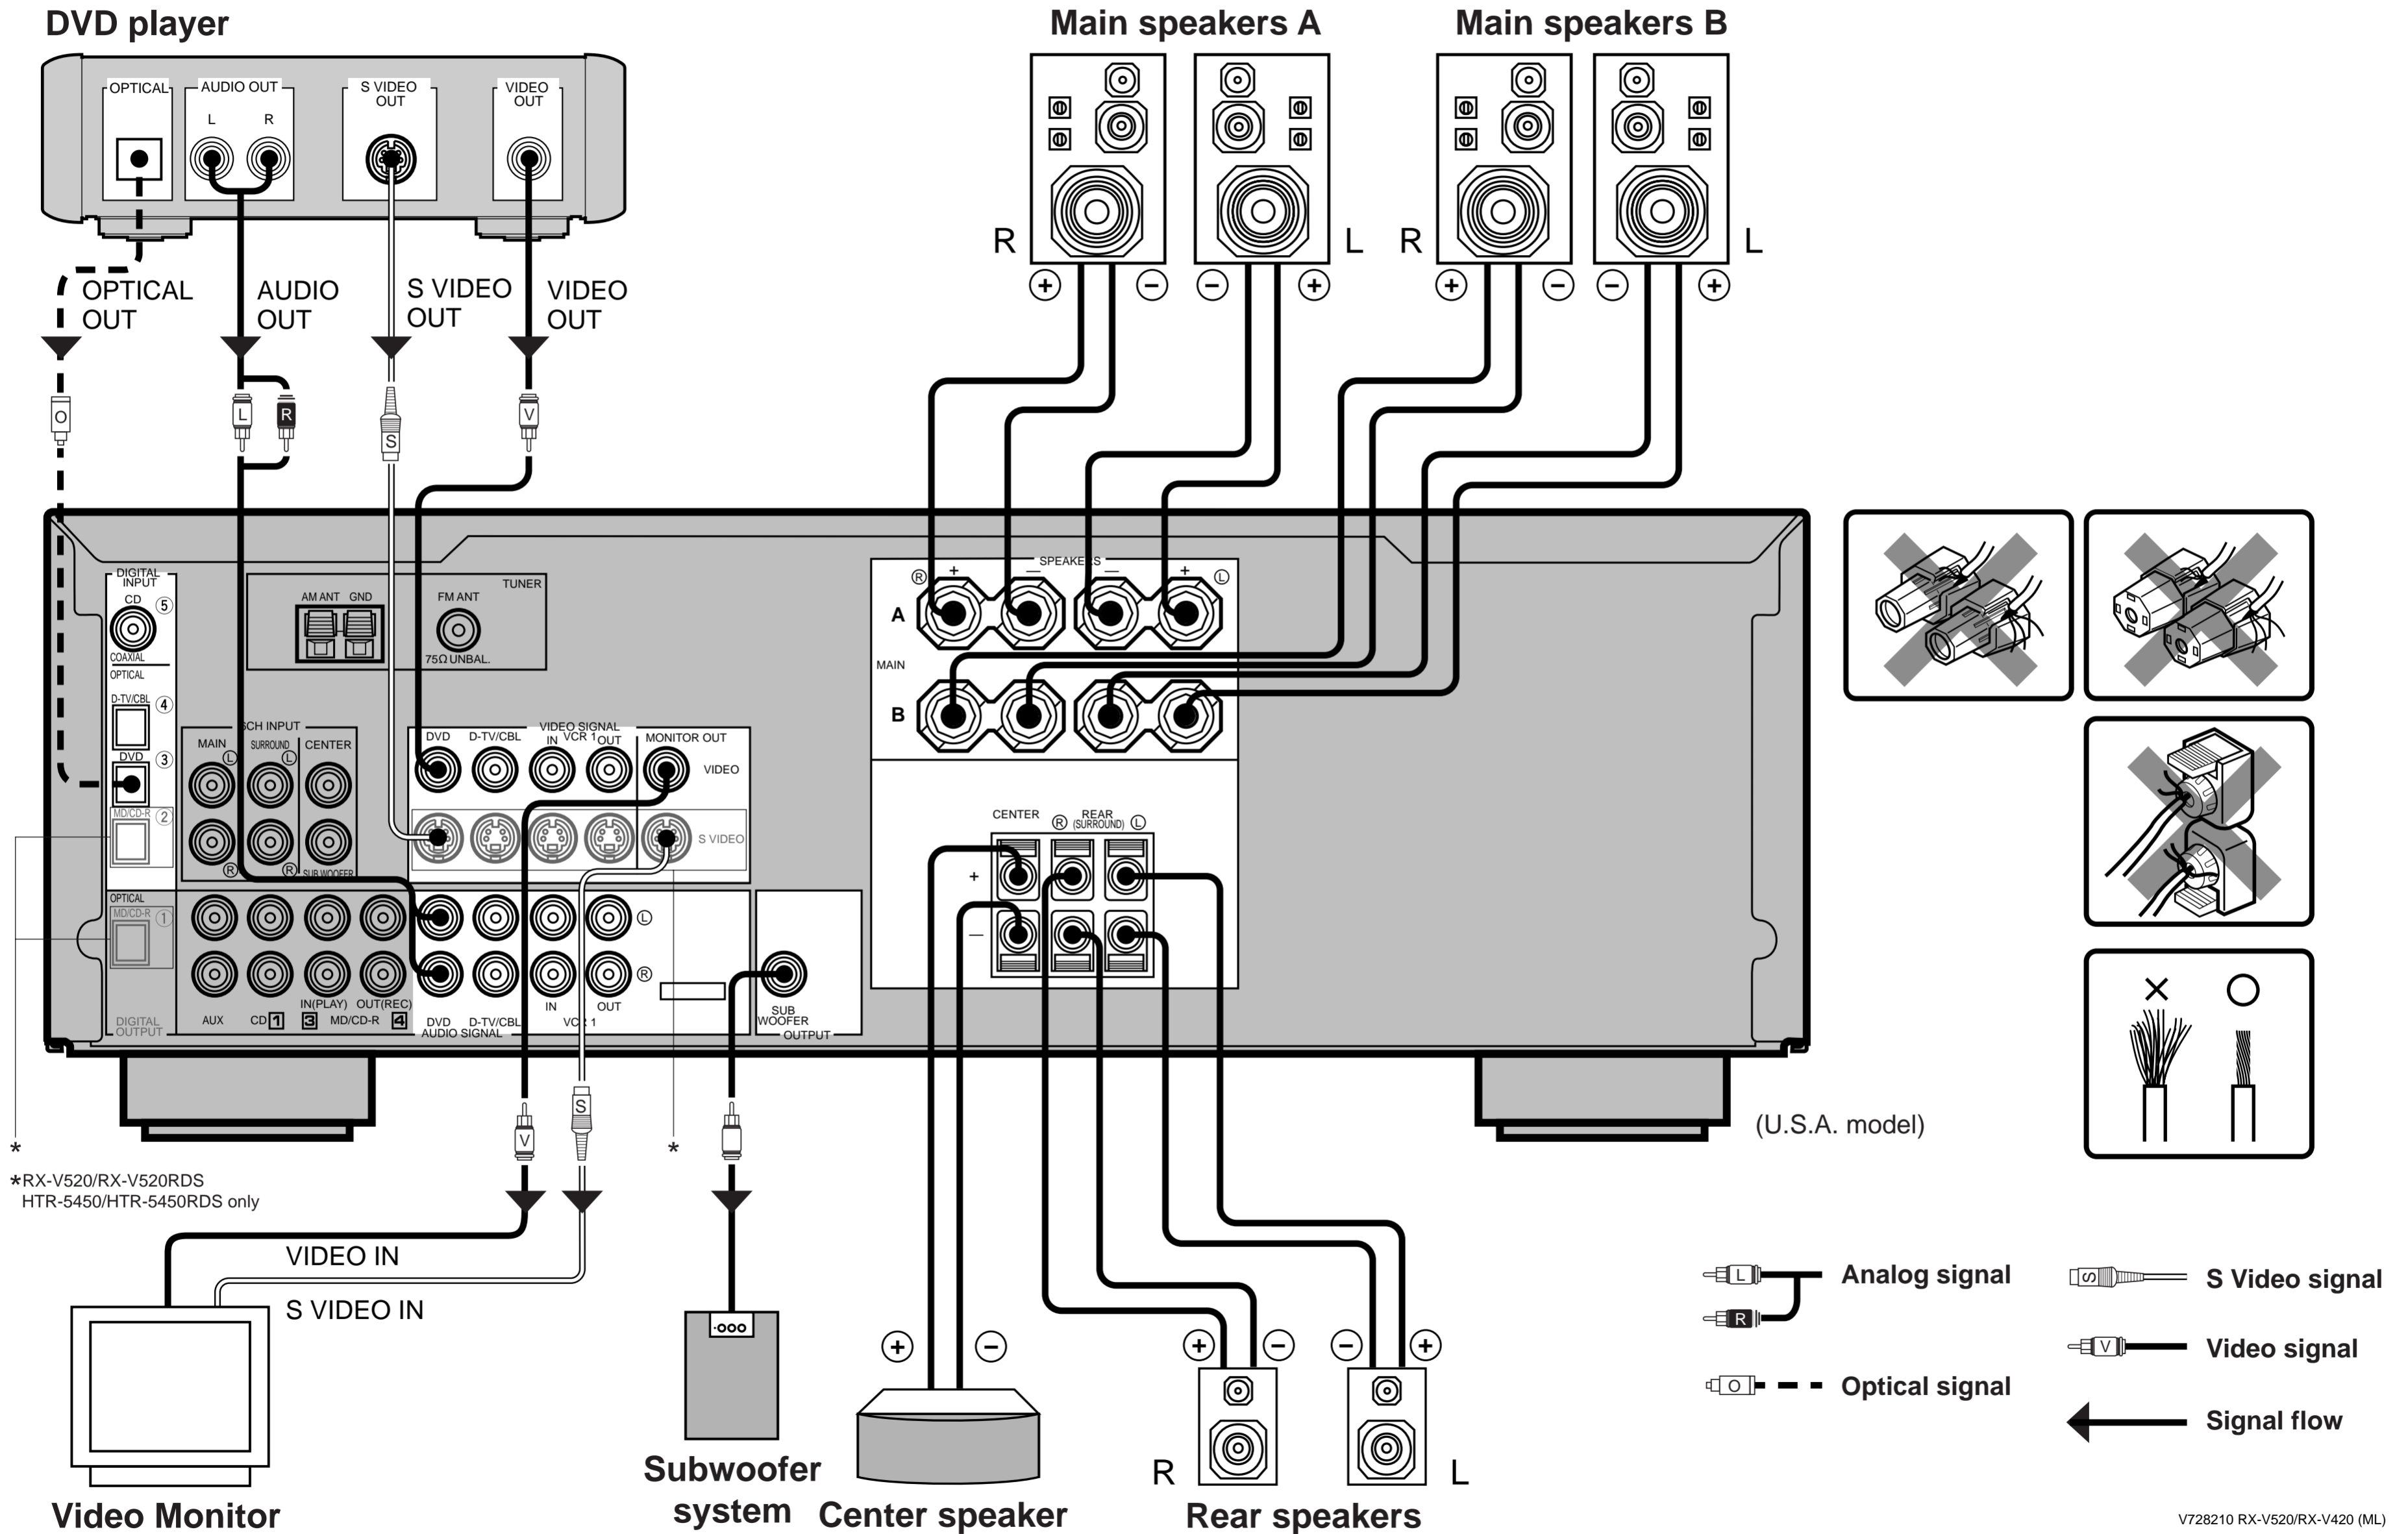 DVD player
Main speakers A
Main speakers B
OPTICAL
AUDIO OUT
L
R
S VIDEO
OUT
VIDEO
OUT
R
L
R
L
+
−
−
+
+
−
−
+
OPTICAL
OUT
AUDIO
OUT
S VIDEO
OUT
VIDEO
OUT
O
L
R
S
V
DIGITAL
INPUT
CD
5
COAXIAL
OPTICAL
D-TV/CBL
4
DVD
3
MD/CD-R
2
OPTICAL
MD/CD-R
1
DIGITAL
OUTPUT
TUNER
AM ANT
GND
FM ANT
75Ω UNBAL.
6CH INPUT
MAIN
SURROUND
CENTER
L
L
R
R
SUB WOOFER
VIDEO SIGNAL
DVD
D-TV/CBL
IN
VCR 1
OUT
MONITOR OUT
VIDEO
S VIDEO
L
R
AUX
CD 1
IN(PLAY)
OUT(REC)
3
MD/CD-R
4
DVD
D-TV/CBL
IN
OUT
VCR 1
AUDIO SIGNAL
SUB
WOOFER
OUTPUT
SPEAKERS
R
+
−
−
+
L
A
MAIN
B
CENTER
R
REAR
(SURROUND)
L
+
−
V
S
*
*
*RX-V520/RX-V520RDS
HTR-5450/HTR-5450RDS only
(U.S.A. model)
VIDEO IN
S VIDEO IN
+
−
+
−
−
+
R
L
Video Monitor
Subwoofer
system
Center speaker
Rear speakers
L
R
Analog signal
O
Optical signal
S
S Video signal
V
Video signal
Signal flow
V728210 RX-V520/RX-V420 (ML)